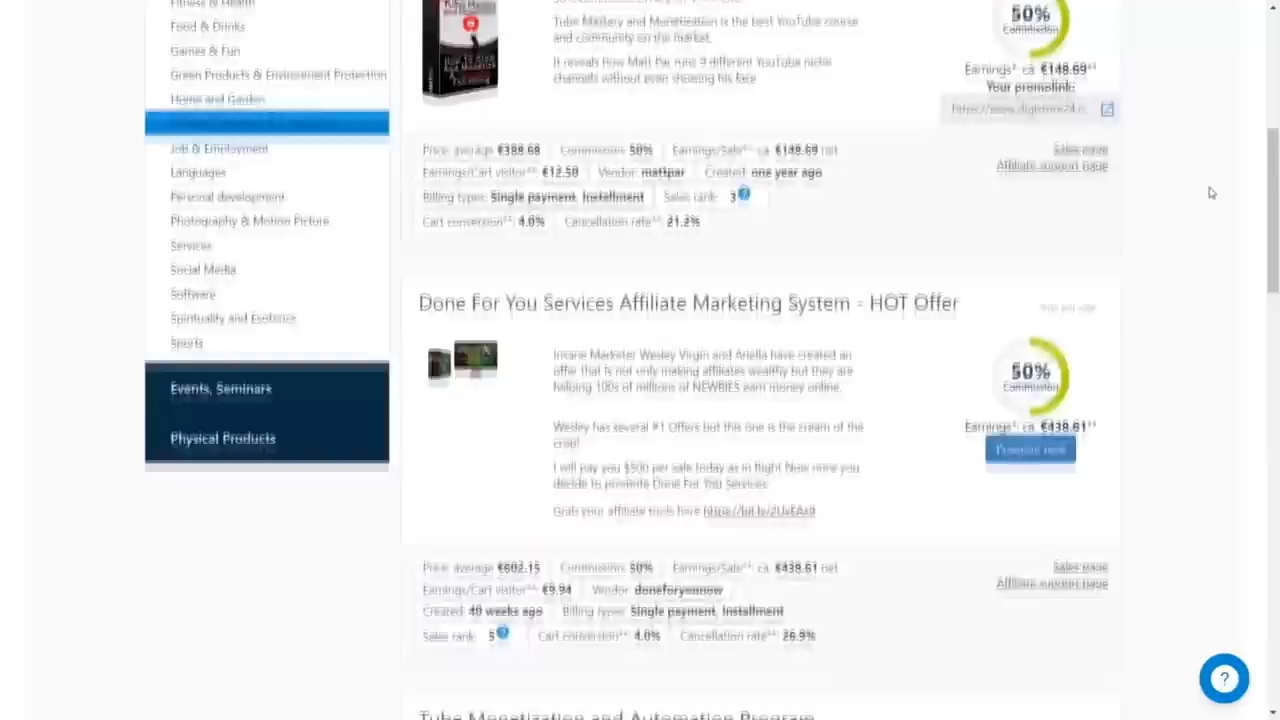 Fitness & Health
Food & Drinks
Games & Fun
Green Products & Environment Protection
Home and Garden
Job & Employment
Languages
Personal development
Photography & Motion Picture
Services
Social Media
Software
Spirituality and Esoterics
Sports
Events, Seminars
Physical Products
Tube Mastery and Monetization is the best YouTube course
and community on the market.
It reveals how Matt Par runs 9 different YouTube niche
channels without even showing his face
50%
Commission
Earnings* ca. €148.69**
Your promolink:
https://www.digistore24.c
Price: average €388.68 Commission: 50% Earnings/Sale**: ca. €148.69 net
Earnings/Cart visitor**: €12.50 Vendor: mattpar Created: one year ago
Billing types: Single payment, Installment Sales rank: 3 ?
Cart conversion**: 4.0% Cancellation rate**: 21.2%
Sales page
Affiliate support page
Done For You Services Affiliate Marketing System - HOT Offer
Insane Marketer Wesley Virgin and Ariella have created an
offer that is not only making affiliates wealthy but they are
helping 100s of millions of NEWBIES earn money online.
Wesley has several #1 Offers but this one is the cream of the
crop!
I will pay you $500 per sale today as in Right Now once you
decide to promote Done For You Services
Grab your affiliate tools here
50%
Commission
Earnings* ca. €438.61**
Promote now
Price: average €602.15 Commission: 50% Earnings/Sale**: ca. €438.61 net
Earnings/Cart visitor**: €9.94 Vendor: doneforyounow
Created: 40 weeks ago Billing types: Single payment, Installment
Sales rank: 5 ? Cart conversion**: 4.0% Cancellation rate**: 26.9%
Sales page
Affiliate support page
Tube Monetization and Automation Program
?